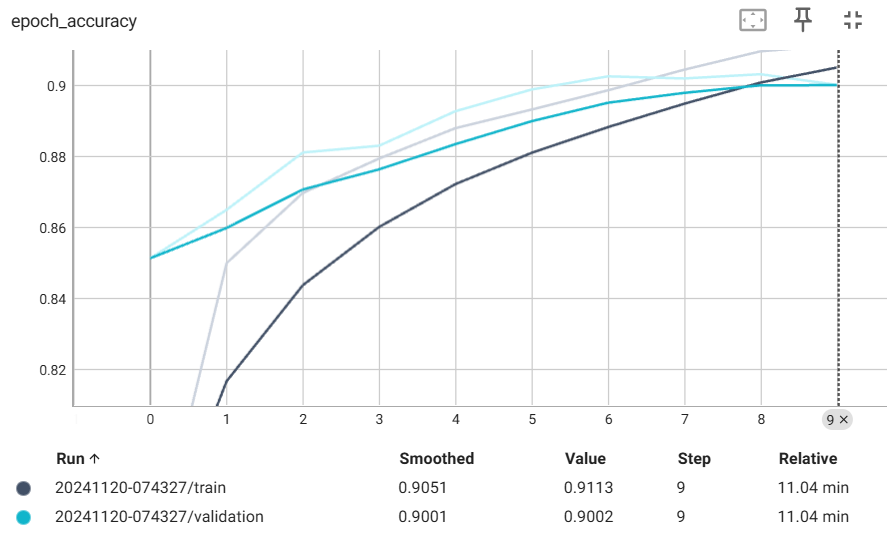 epoch_accuracy
0.9
0.88
0.86
0.84
0.82
0 1 2 3 4 5 6 7 8 9 ×
Run ↑ Smoothed Value Step Relative
20241120-074327/train 0.9051 0.9113 9 11.04 min
20241120-074327/validation 0.9001 0.9002 9 11.04 min